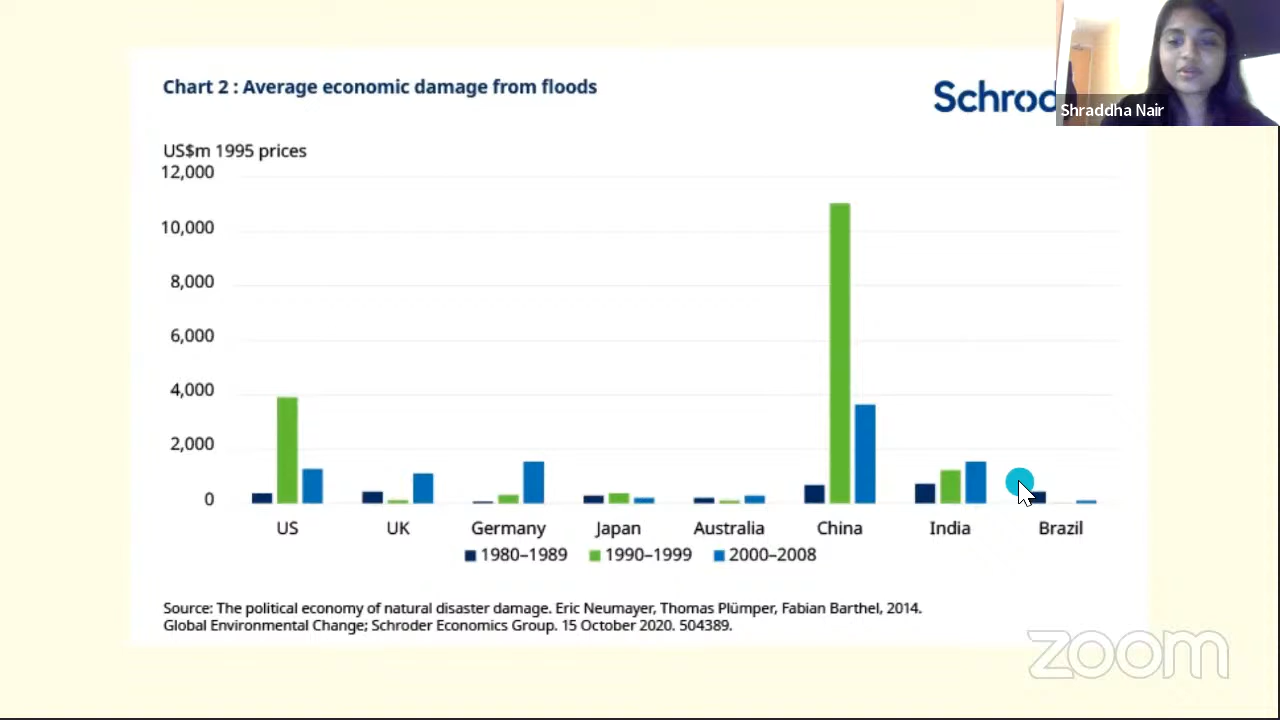 Chart 2 : Average economic damage from floods
Schrod
Shraddha Nair
US$m 1995 prices
12,000
10,000
8,000
6,000
4,000
2,000
0
US UK Germany Japan Australia China India Brazil
1980–1989 1990–1999 2000–2008
Source: The political economy of natural disaster damage. Eric Neumayer, Thomas Plümper, Fabian Barthel, 2014.
Global Environmental Change; Schroder Economics Group. 15 October 2020. 504389.
zoom